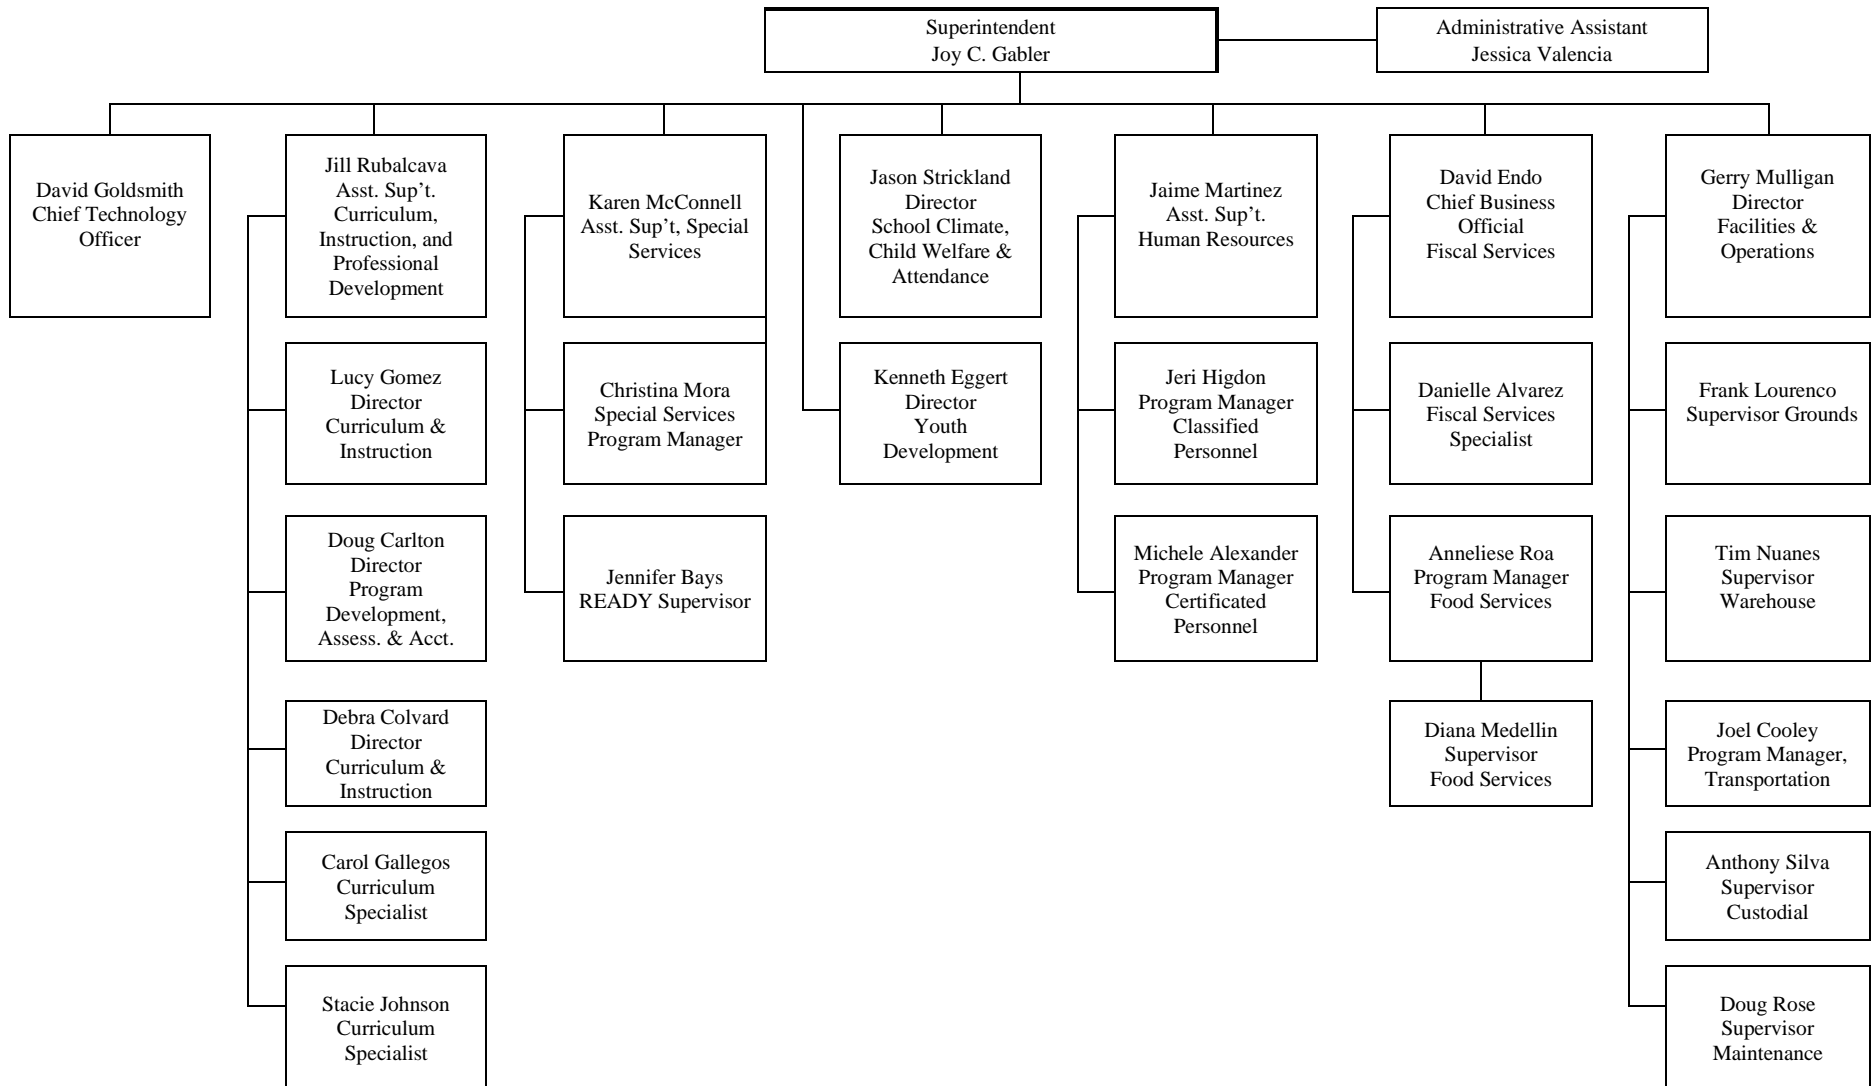 Superintendent
Joy C. Gabler
Administrative Assistant
Jessica Valencia
David Goldsmith
Chief Technology
Officer
Jill Rubalcava
Asst. Sup’t.
Curriculum,
Instruction, and
Professional
Development
Karen McConnell
Asst. Sup’t, Special
Services
Jason Strickland
Director
School Climate,
Child Welfare &
Attendance
Jaime Martinez
Asst. Sup’t.
Human Resources
David Endo
Chief Business
Official
Fiscal Services
Gerry Mulligan
Director
Facilities &
Operations
Lucy Gomez
Director
Curriculum &
Instruction
Christina Mora
Special Services
Program Manager
Kenneth Eggert
Director
Youth
Development
Jeri Higdon
Program Manager
Classified
Personnel
Danielle Alvarez
Fiscal Services
Specialist
Frank Lourenco
Supervisor Grounds
Doug Carlton
Director
Program
Development,
Assess. & Acct.
Jennifer Bays
READY Supervisor
Michele Alexander
Program Manager
Certificated
Personnel
Anneliese Roa
Program Manager
Food Services
Tim Nuanes
Supervisor
Warehouse
Debra Colvard
Director
Curriculum &
Instruction
Diana Medellin
Supervisor
Food Services
Joel Cooley
Program Manager,
Transportation
Carol Gallegos
Curriculum
Specialist
Anthony Silva
Supervisor
Custodial
Stacie Johnson
Curriculum
Specialist
Doug Rose
Supervisor
Maintenance